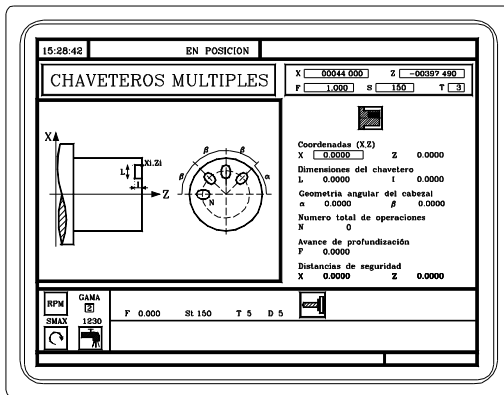 15:28:42 EN POSICION
CHAVETEROS MULTIPLES
X 00044 000 Z -00397 490
F 1.000 S 150 T 3
X
Xi.Zi
L
I
Z
β
β
β
α
N
Coordenadas (X,Z)
X 0.0000 Z 0.0000
Dimensiones del chavetero
L 0.0000 I 0.0000
Geometria angular del cabezal
α 0.0000 β 0.0000
Numero total de operaciones
N 0
Avance de profundización
F 0.0000
Distancias de seguridad
X 0.0000 Z 0.0000
RPM GAMA
2
SMAX 1230
F 0.000 St 150 T 5 D 5